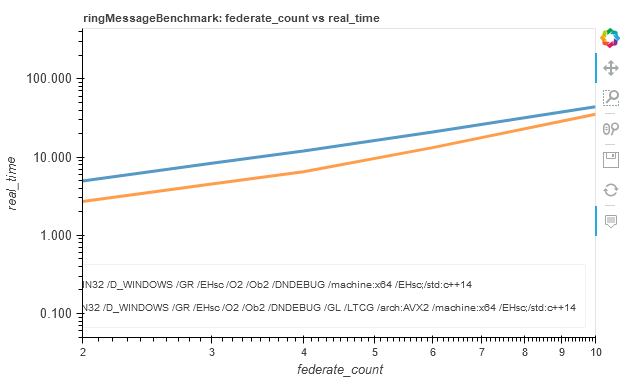 ringMessageBenchmark: federate_count vs real_time
100.000
10.000
1.000
0.100
real_time
IN32 /D_WINDOWS /GR /EHsc /O2 /Ob2 /DNDEBUG /machine:x64 /EHsc;/std:c++14
N32 /D_WINDOWS /GR /EHsc /O2 /Ob2 /DNDEBUG /GL /LTCG /arch:AVX2 /machine:x64 /EHsc;/std:c++14
2 3 4 5 6 7 8 9 10
federate_count